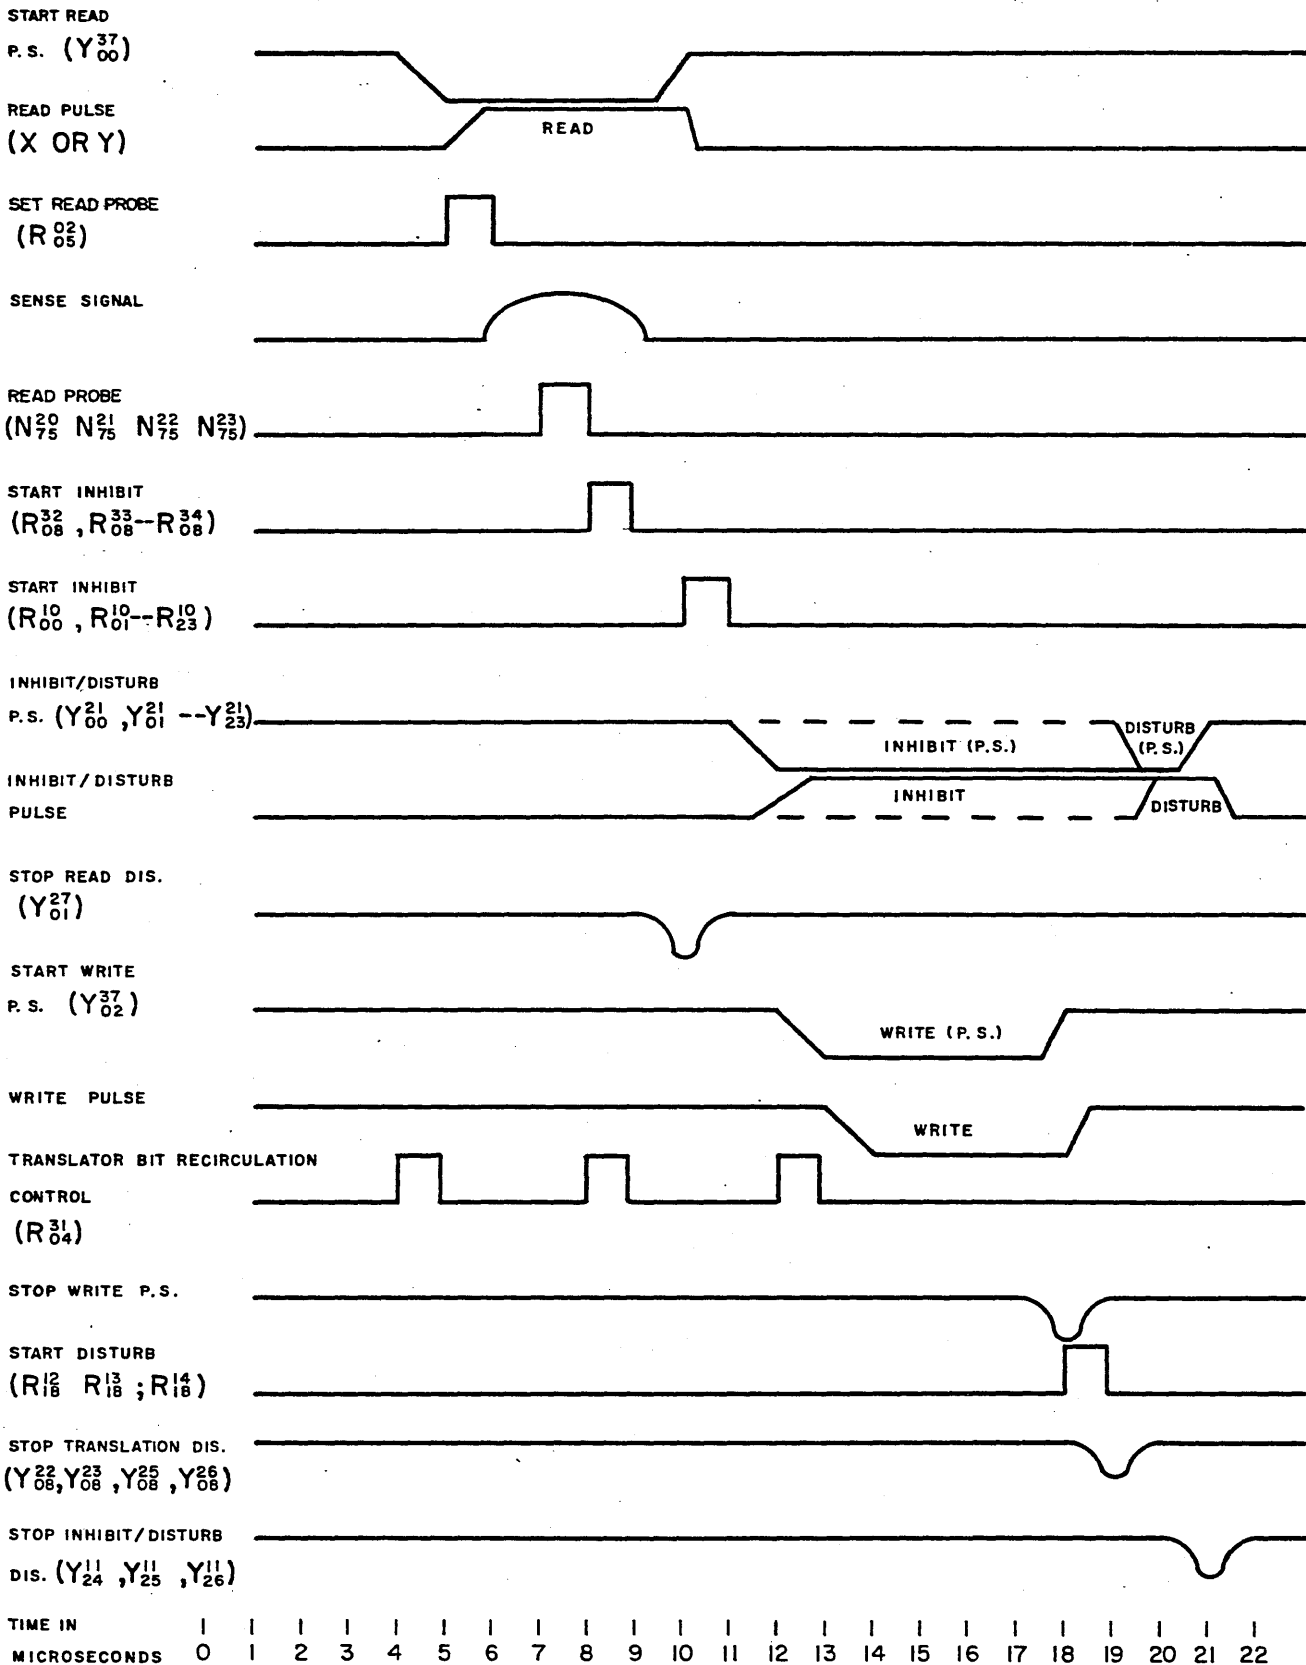 START READ
P. S. (Y³⁷₀₀)
READ PULSE
(X OR Y)
READ
SET READ PROBE
(R⁰²₀₅)
SENSE SIGNAL
READ PROBE
(N²⁰₇₅ N²¹₇₅ N²²₇₅ N²³₇₅)
START INHIBIT
(R³²₀₈ , R³³₀₈--R³⁴₀₈)
START INHIBIT
(R¹⁰₀₀ , R¹⁰₀₁--R¹⁰₂₃)
INHIBIT/DISTURB
P.S. (Y²¹₀₀ ,Y²¹₀₁ --Y²¹₂₃)
INHIBIT (P.S.)
DISTURB
(P. S.)
INHIBIT/DISTURB
PULSE
INHIBIT
DISTURB
STOP READ DIS.
(Y²⁷₀₁)
START WRITE
P. S. (Y³⁷₀₂)
WRITE (P. S.)
WRITE PULSE
WRITE
TRANSLATOR BIT RECIRCULATION
CONTROL
(R³¹₀₄)
STOP WRITE P.S.
START DISTURB
(R¹²₁₈ R¹³₁₈ ; R¹⁴₁₈)
STOP TRANSLATION DIS.
(Y²²₀₈,Y²³₀₈ ,Y²⁵₀₈ ,Y²⁶₀₈)
STOP INHIBIT/DISTURB
DIS. (Y¹¹₂₄ ,Y¹¹₂₅ ,Y¹¹₂₆)
TIME IN
MICROSECONDS 0 1 2 3 4 5 6 7 8 9 10 11 12 13 14 15 16 17 18 19 20 21 22